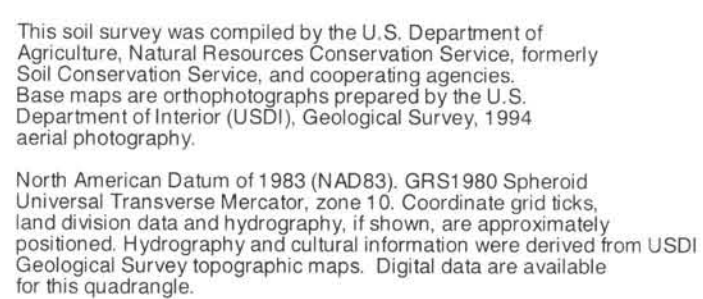 This soil survey was compiled by the U.S. Department of
Agriculture, Natural Resources Conservation Service, formerly
Soil Conservation Service, and cooperating agencies.
Base maps are orthophotographs prepared by the U.S.
Department of Interior (USDI), Geological Survey, 1994
aerial photography.

North American Datum of 1983 (NAD83). GRS1980 Spheroid
Universal Transverse Mercator, zone 10. Coordinate grid ticks,
land division data and hydrography, if shown, are approximately
positioned. Hydrography and cultural information were derived from USDI
Geological Survey topographic maps.  Digital data are available
for this quadrangle.